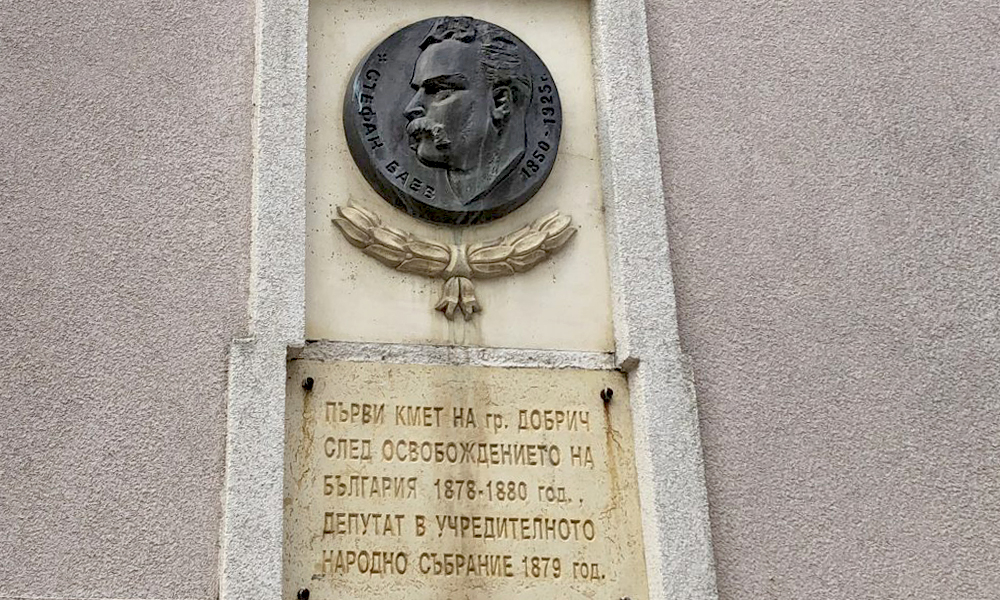 * СТЕФАН БАЕВ
1850-1925г.
ПЪРВИ КМЕТ НА гр. ДОБРИЧ
СЛЕД ОСВОБОЖДЕНИЕТО НА
БЪЛГАРИЯ 1878-1880 год.,
ДЕПУТАТ В УЧРЕДИТЕЛНОТО
НАРОДНО СЪБРАНИЕ 1879 год.